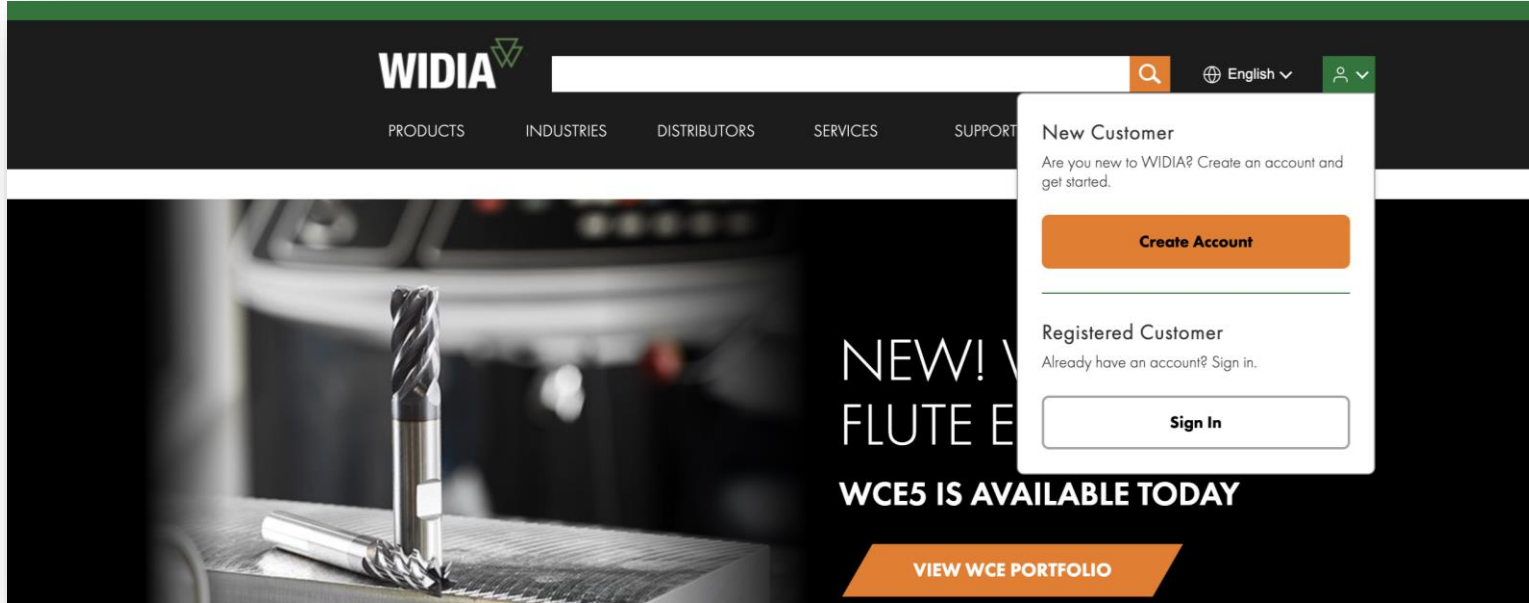 WIDIA
English
PRODUCTS INDUSTRIES DISTRIBUTORS SERVICES SUPPORT
New Customer
Are you new to WIDIA? Create an account and
get started.
Create Account
Registered Customer
Already have an account? Sign in.
Sign In
NEW!
FLUTE
WCE5 IS AVAILABLE TODAY
VIEW WCE PORTFOLIO